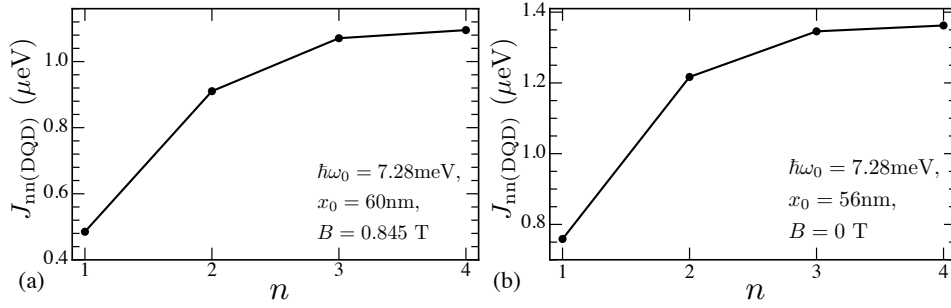 J_nn(DQD) (μeV)
1.0
0.8
0.6
0.4
ħω₀ = 7.28meV,
x₀ = 60nm,
B = 0.845 T
1 2 3 4
(a)
n
J_nn(DQD) (μeV)
1.4
1.2
1.0
0.8
ħω₀ = 7.28meV,
x₀ = 56nm,
B = 0 T
1 2 3 4
(b)
n